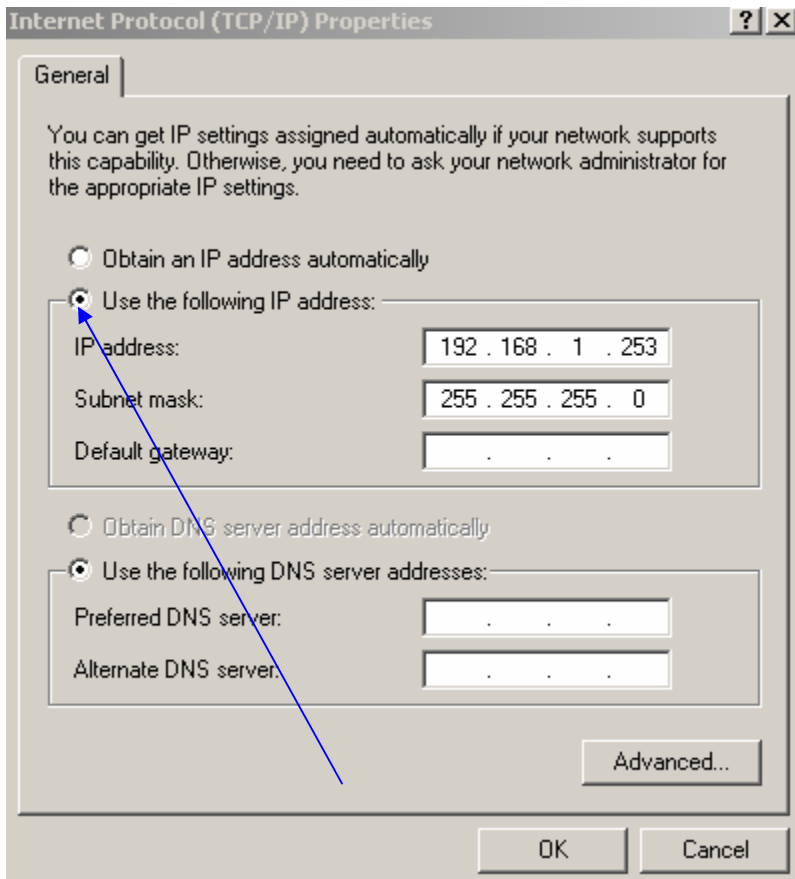 Internet Protocol (TCP/IP) Properties
General
You can get IP settings assigned automatically if your network supports
this capability. Otherwise, you need to ask your network administrator for
the appropriate IP settings.
Obtain an IP address automatically
Use the following IP address:
IP address: 192 . 168 . 1 . 253
Subnet mask: 255 . 255 . 255 . 0
Default gateway: . . .
Obtain DNS server address automatically
Use the following DNS server addresses:
Preferred DNS server: . . .
Alternate DNS server: . . .
Advanced...
OK Cancel